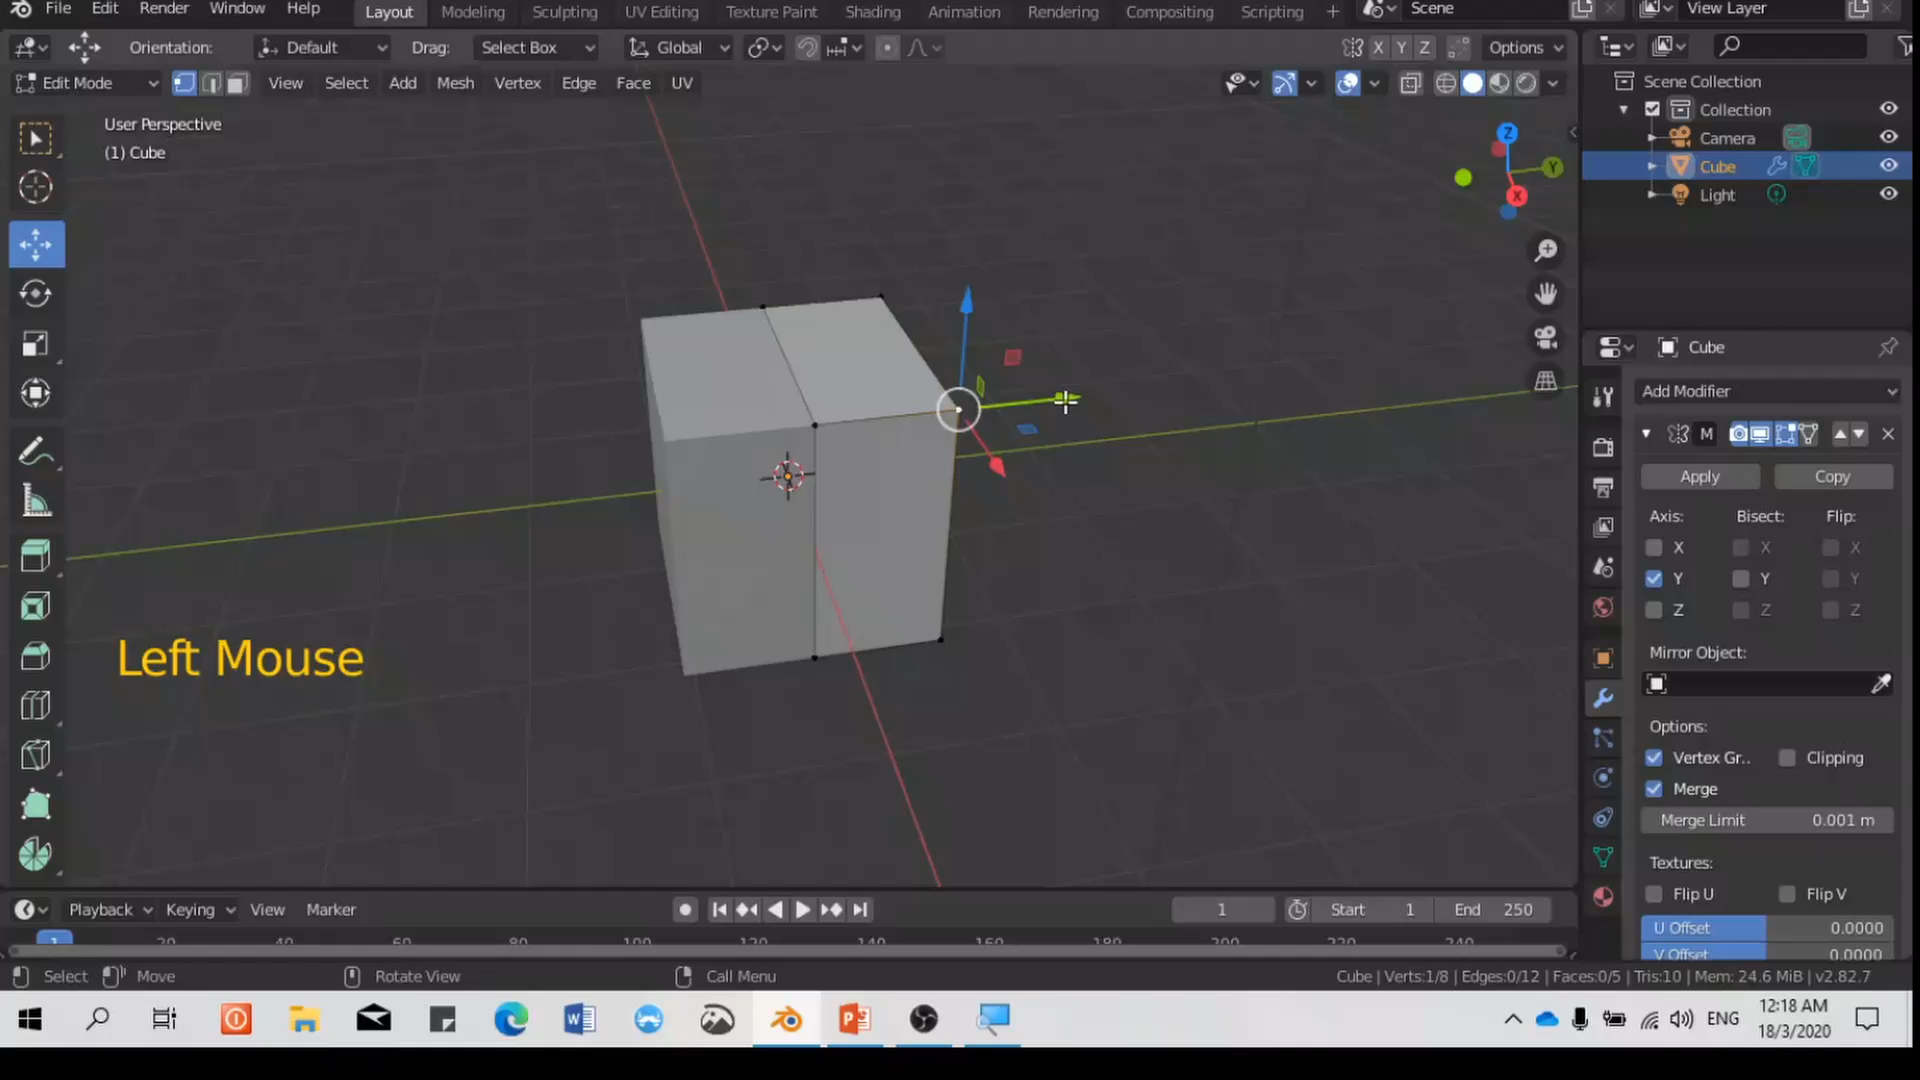 File Edit Render Window Help Layout Modeling Sculpting UV Editing Texture Paint Shading Animation Rendering Compositing Scripting + Scene View Layer
Orientation: Default Drag: Select Box Global X Y Z Options
Edit Mode View Select Add Mesh Vertex Edge Face UV
Scene Collection
Collection
Camera
Cube
Light
User Perspective
(1) Cube
Z
Y
X
Cube
Add Modifier
M
Apply Copy
Axis: Bisect: Flip:
X X X
Y Y Y
Z Z Z
Mirror Object:
Options:
Vertex Gr.. Clipping
Merge
Merge Limit 0.001 m
Textures:
Flip U Flip V
U Offset 0.0000
V Offset 0.0000
Left Mouse
Playback Keying View Marker 1 Start 1 End 250
1 20 40 60 80 100 120 140 160 180 200 220 240
Select Move Rotate View Call Menu Cube | Verts:1/8 | Edges:0/12 | Faces:0/5 | Tris:10 | Mem: 24.6 MiB | v2.82.7
ENG 12:18 AM
18/3/2020